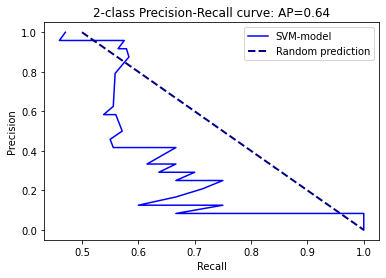 2-class Precision-Recall curve: AP=0.64
SVM-model
Random prediction
1.0
0.8
0.6
0.4
0.2
0.0
Precision
0.5 0.6 0.7 0.8 0.9 1.0
Recall